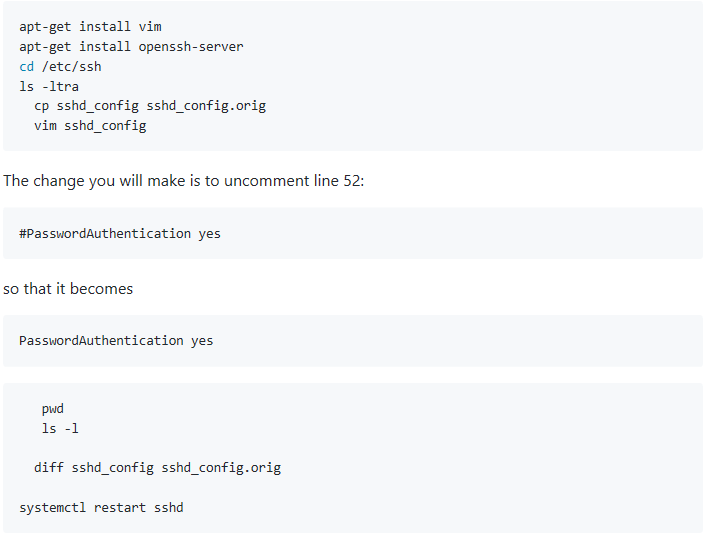 apt-get install vim
apt-get install openssh-server
cd /etc/ssh
ls -ltra
cp sshd_config sshd_config.orig
vim sshd_config
The change you will make is to uncomment line 52:
#PasswordAuthentication yes
so that it becomes
PasswordAuthentication yes
pwd
ls -l
diff sshd_config sshd_config.orig
systemctl restart sshd